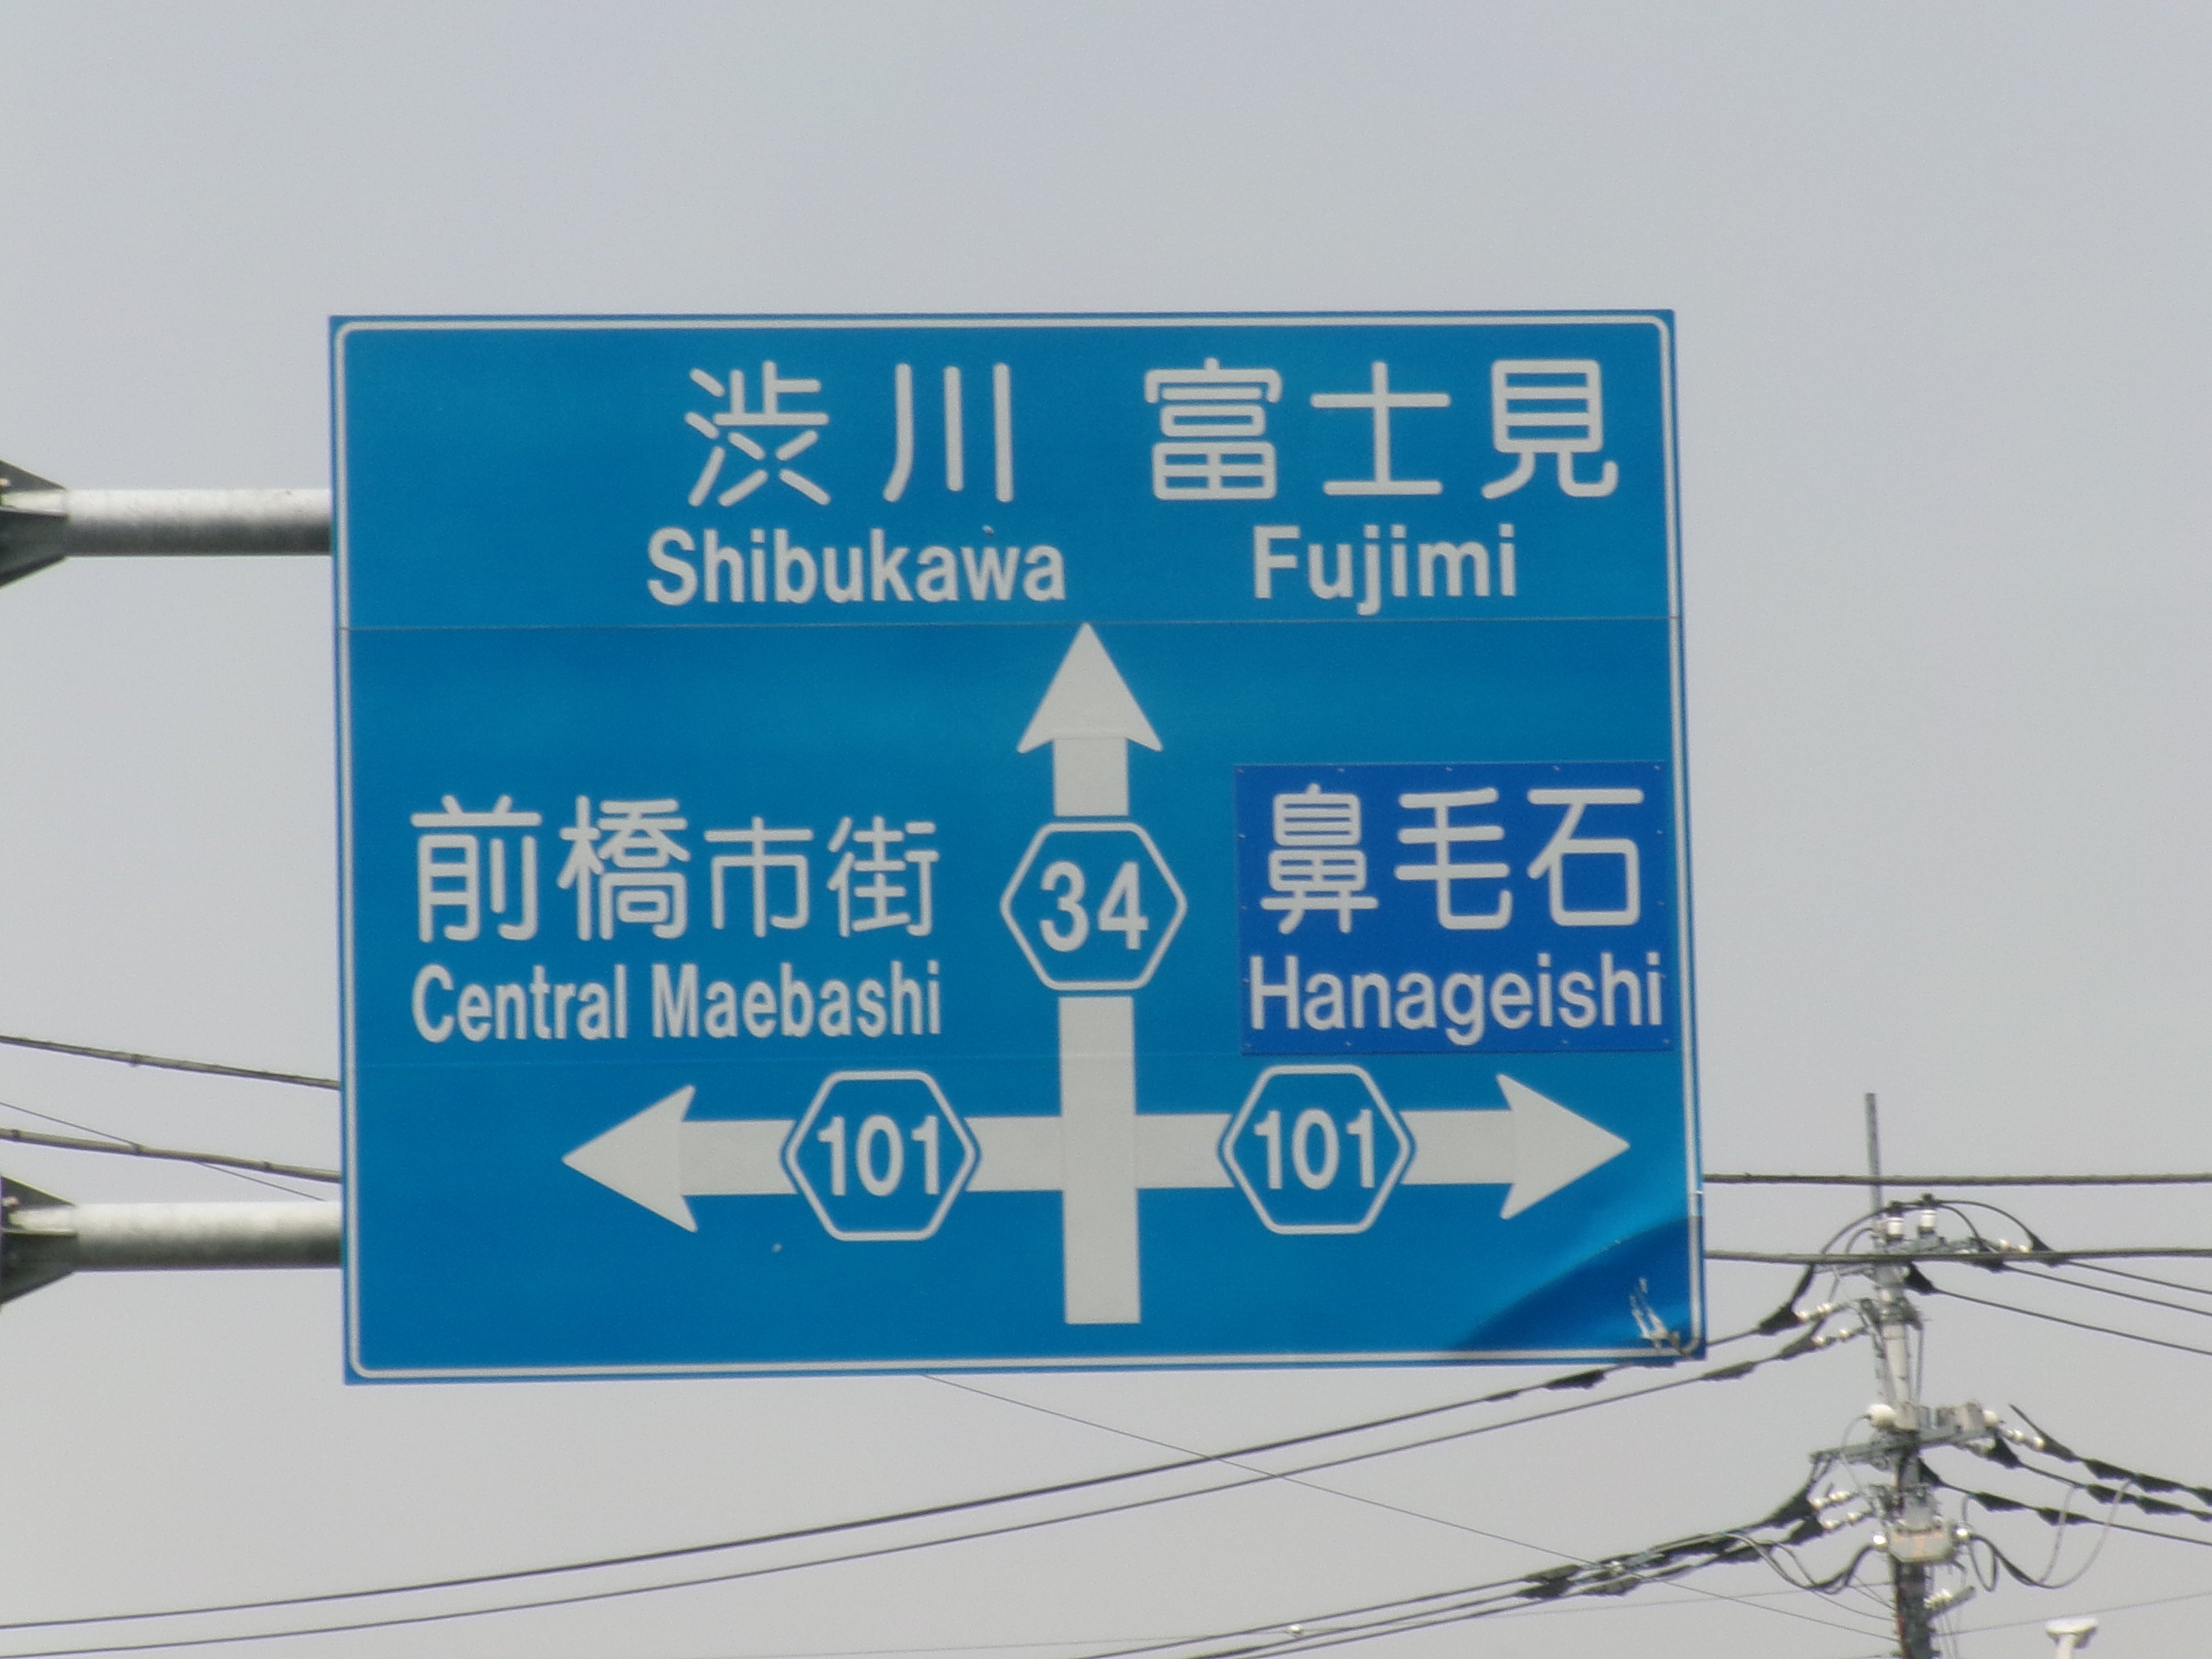 渋川 富士見
Shibukawa Fujimi
前橋市街
Central Maebashi
34
鼻毛石
Hanageishi
101 101